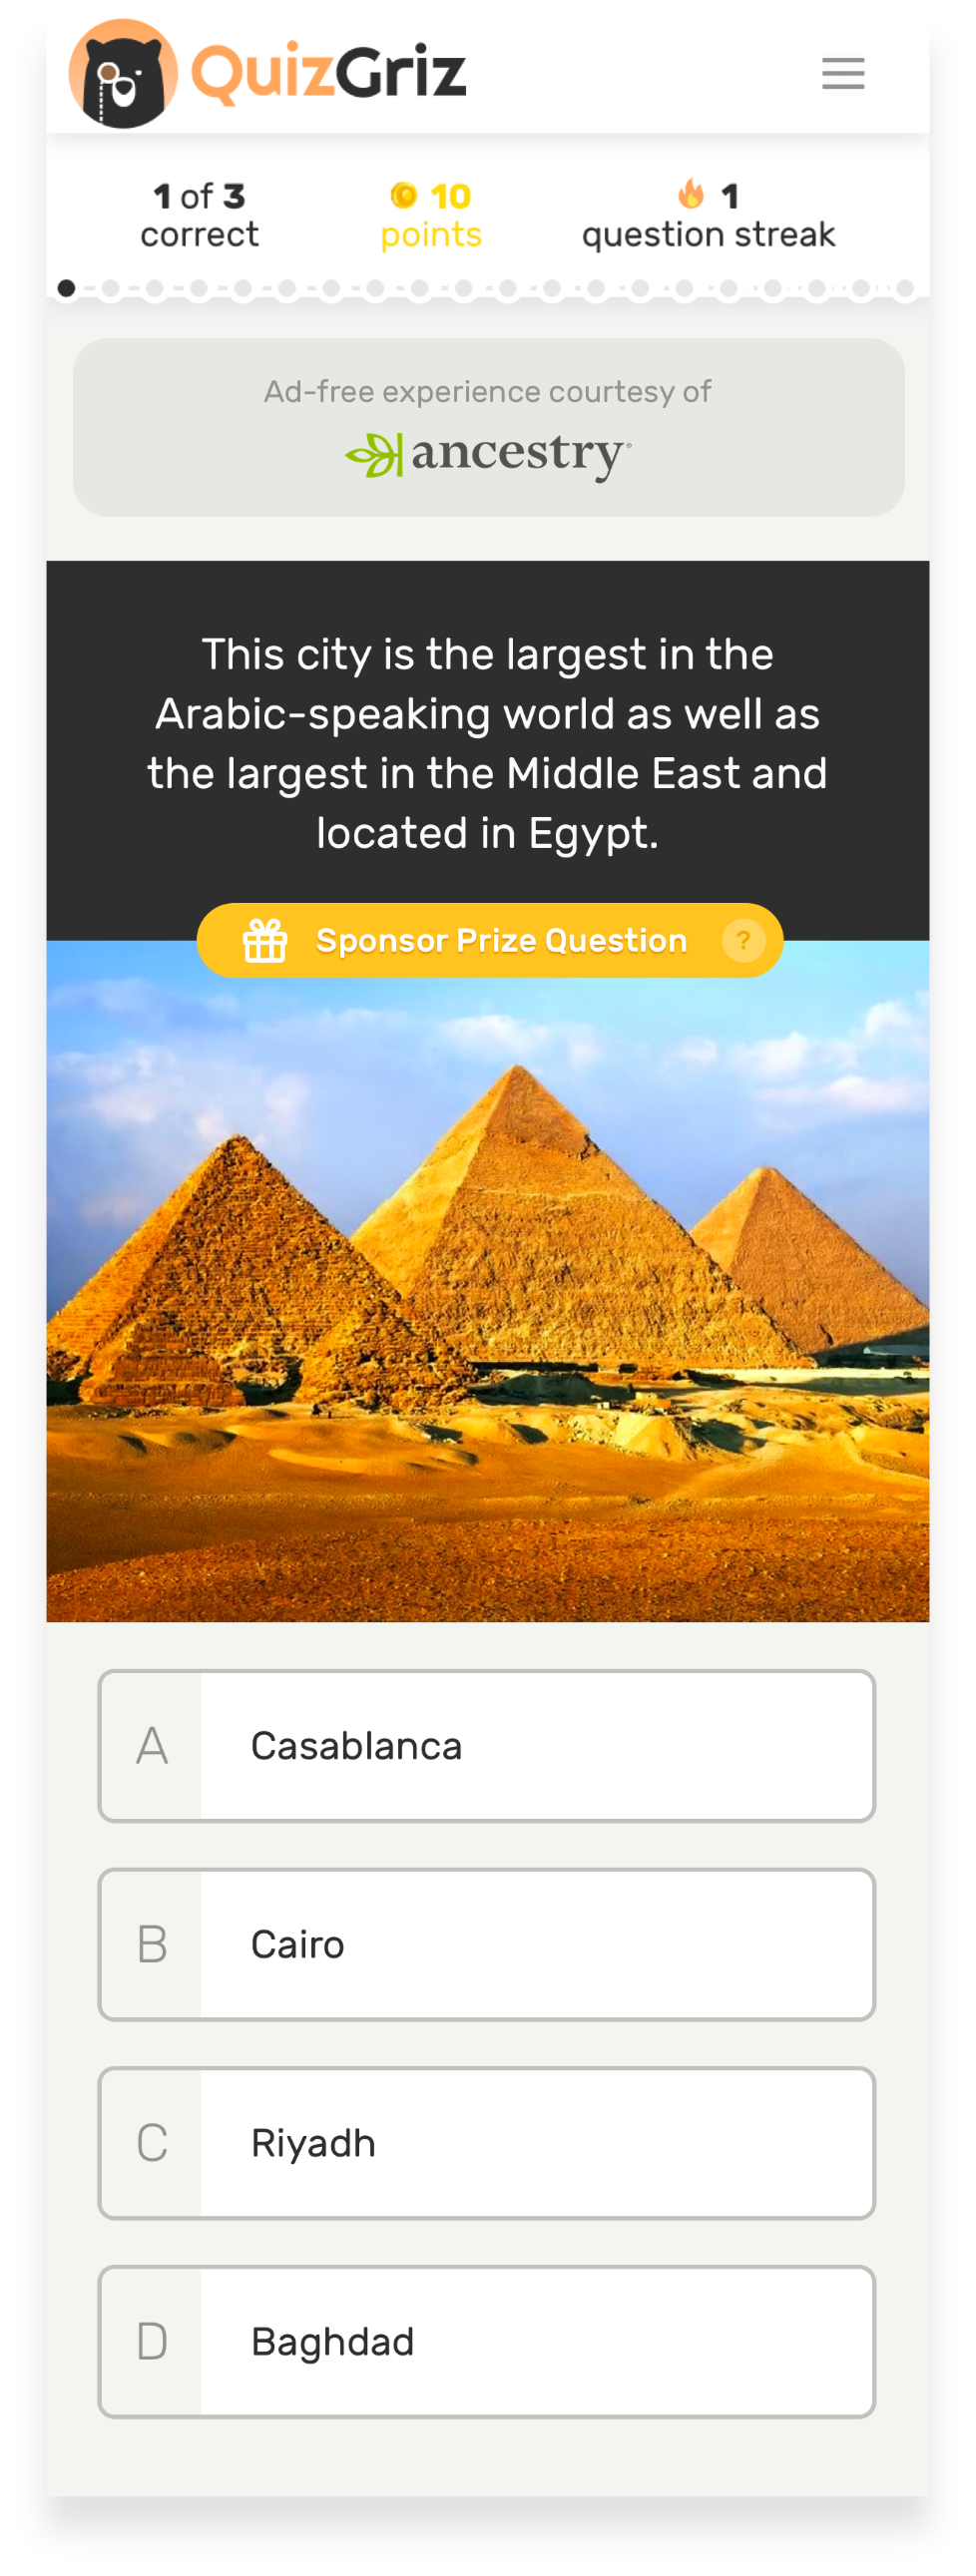 QuizGriz
1 of 3
correct
10
points
1
question streak
Ad-free experience courtesy of
ancestry
This city is the largest in the
Arabic-speaking world as well as
the largest in the Middle East and
located in Egypt.
Sponsor Prize Question ?
A Casablanca
B Cairo
C Riyadh
D Baghdad